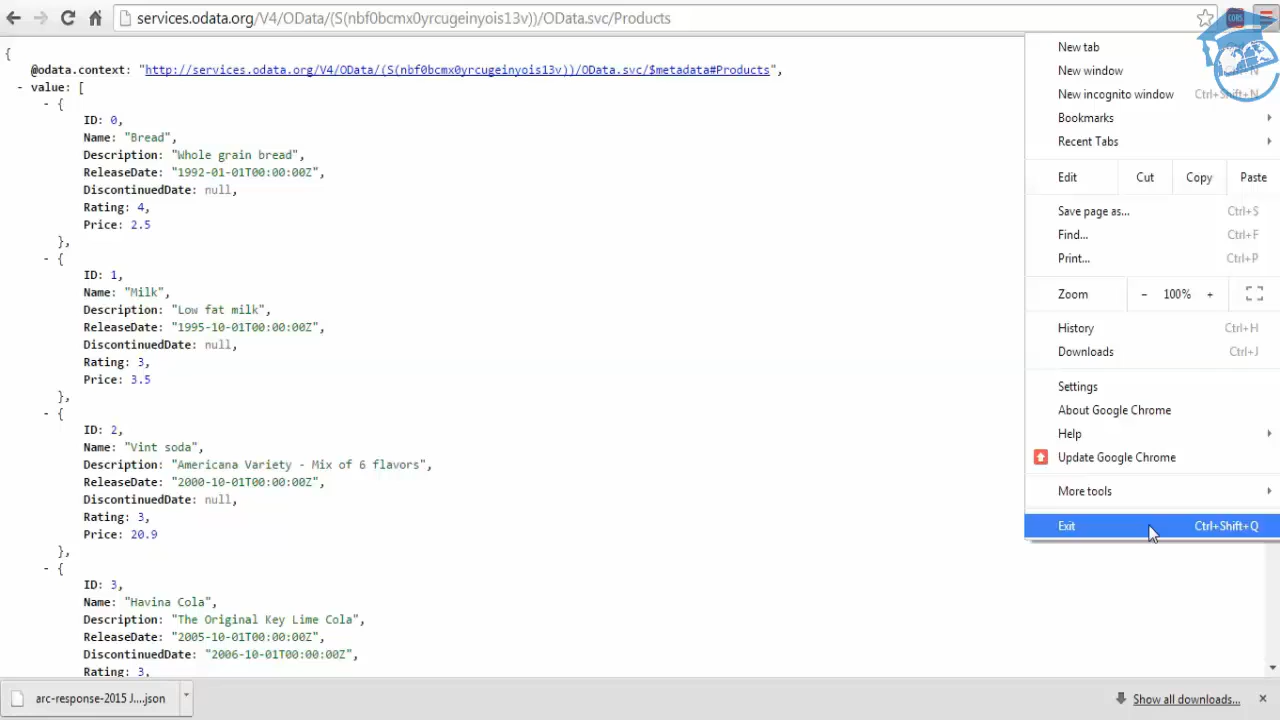 services.odata.org/V4/OData/(S(nbf0bcmx0yrcugeinyois13v))/OData.svc/Products
CORS
{
@odata.context: "http://services.odata.org/V4/OData/(S(nbf0bcmx0yrcugeinyois13v))/OData.svc/$metadata#Products",
- value: [
- {
ID: 0,
Name: "Bread",
Description: "Whole grain bread",
ReleaseDate: "1992-01-01T00:00:00Z",
DiscontinuedDate: null,
Rating: 4,
Price: 2.5
},
- {
ID: 1,
Name: "Milk",
Description: "Low fat milk",
ReleaseDate: "1995-10-01T00:00:00Z",
DiscontinuedDate: null,
Rating: 3,
Price: 3.5
},
- {
ID: 2,
Name: "Vint soda",
Description: "Americana Variety - Mix of 6 flavors",
ReleaseDate: "2000-10-01T00:00:00Z",
DiscontinuedDate: null,
Rating: 3,
Price: 20.9
},
- {
ID: 3,
Name: "Havina Cola",
Description: "The Original Key Lime Cola",
ReleaseDate: "2005-10-01T00:00:00Z",
DiscontinuedDate: "2006-10-01T00:00:00Z",
Rating: 3,
New tab
New window
New incognito window Ctrl+Shift+N
Bookmarks
Recent Tabs
Edit Cut Copy Paste
Save page as... Ctrl+S
Find... Ctrl+F
Print... Ctrl+P
Zoom - 100% +
History Ctrl+H
Downloads Ctrl+J
Settings
About Google Chrome
Help
Update Google Chrome
More tools
Exit Ctrl+Shift+Q
arc-response-2015 J....json
Show all downloads...